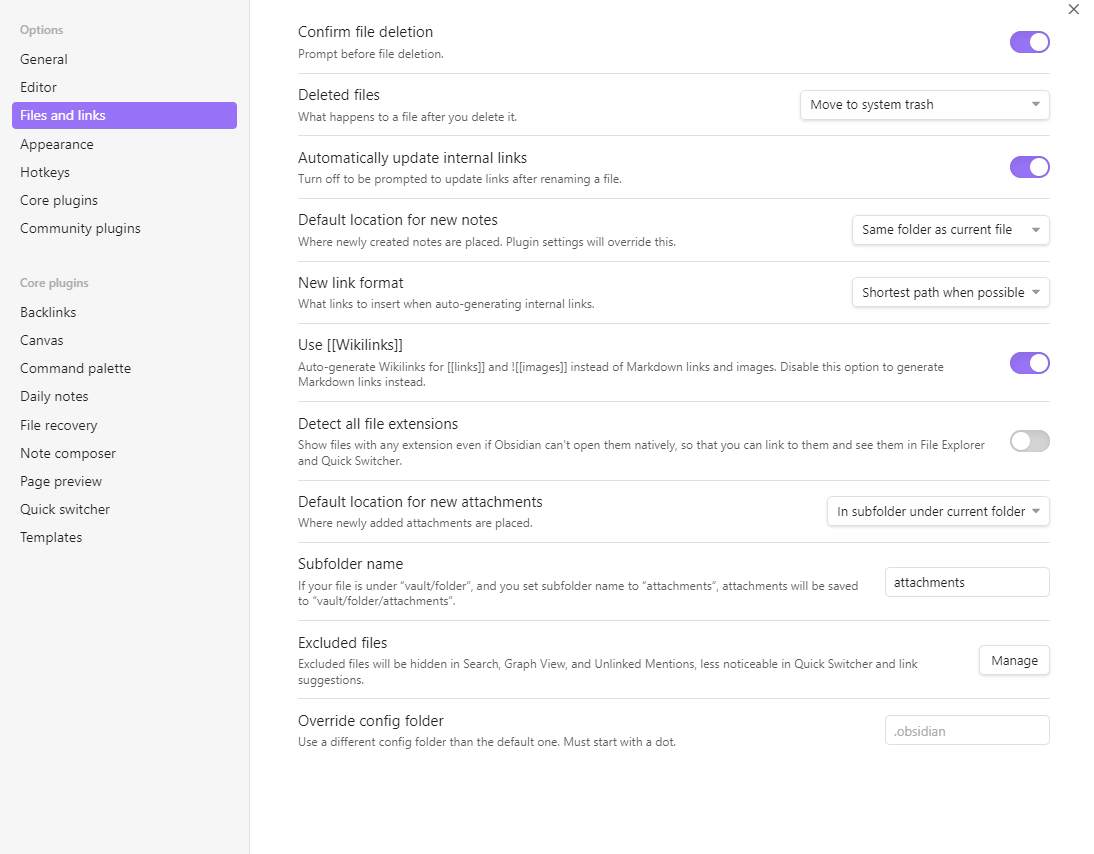 Options
General
Editor
Files and links
Appearance
Hotkeys
Core plugins
Community plugins
Core plugins
Backlinks
Canvas
Command palette
Daily notes
File recovery
Note composer
Page preview
Quick switcher
Templates
Confirm file deletion
Prompt before file deletion.
Deleted files
What happens to a file after you delete it.
Move to system trash
Automatically update internal links
Turn off to be prompted to update links after renaming a file.
Default location for new notes
Where newly created notes are placed. Plugin settings will override this.
Same folder as current file
New link format
What links to insert when auto-generating internal links.
Shortest path when possible
Use [[Wikilinks]]
Auto-generate Wikilinks for [[links]] and ![[images]] instead of Markdown links and images. Disable this option to generate
Markdown links instead.
Detect all file extensions
Show files with any extension even if Obsidian can't open them natively, so that you can link to them and see them in File Explorer
and Quick Switcher.
Default location for new attachments
Where newly added attachments are placed.
In subfolder under current folder
Subfolder name
If your file is under “vault/folder”, and you set subfolder name to “attachments”, attachments will be saved
to “vault/folder/attachments”.
attachments
Excluded files
Excluded files will be hidden in Search, Graph View, and Unlinked Mentions, less noticeable in Quick Switcher and link
suggestions.
Manage
Override config folder
Use a different config folder than the default one. Must start with a dot.
.obsidian